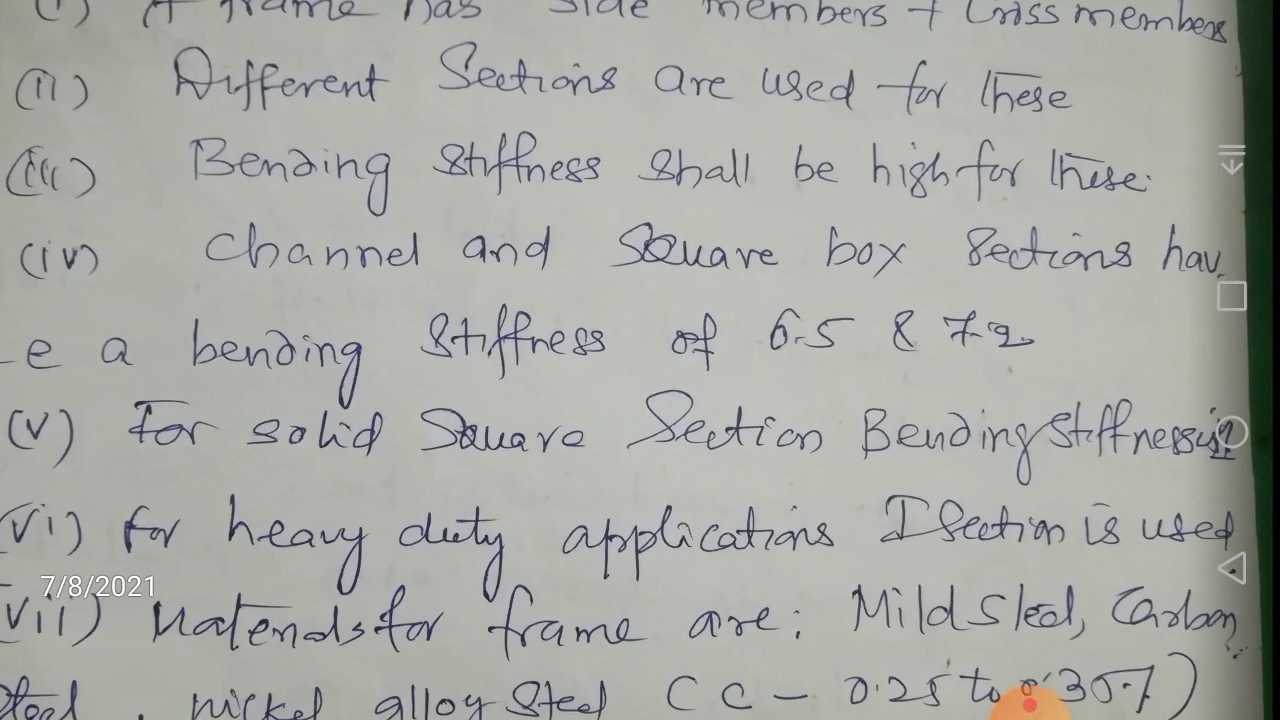 (i) A frame has side members + Cross members
(ii) Different Sections are used for these
(iii) Bending stiffness shall be high for these.
(iv) Channel and Square box sections hav
-e a bending stiffness of 6.5 & 7.2
(v) For solid Square Section Bending stiffness is 1
(vi) for heavy duty applications I section is used
7/8/2021
(vii) Materials for frame are: Mild Steel, Carbon
Steel, nickel alloy steel (C - 0.25 to 0.35%)